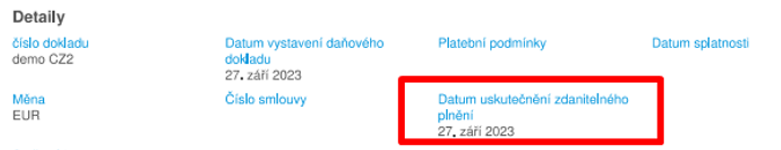 Detaily
číslo dokladu
demo CZ2
Datum vystavení daňového
dokladu
27. září 2023
Platební podmínky
Datum splatnosti
Měna
EUR
Číslo smlouvy
Datum uskutečnění zdanitelného
plnění
27. září 2023